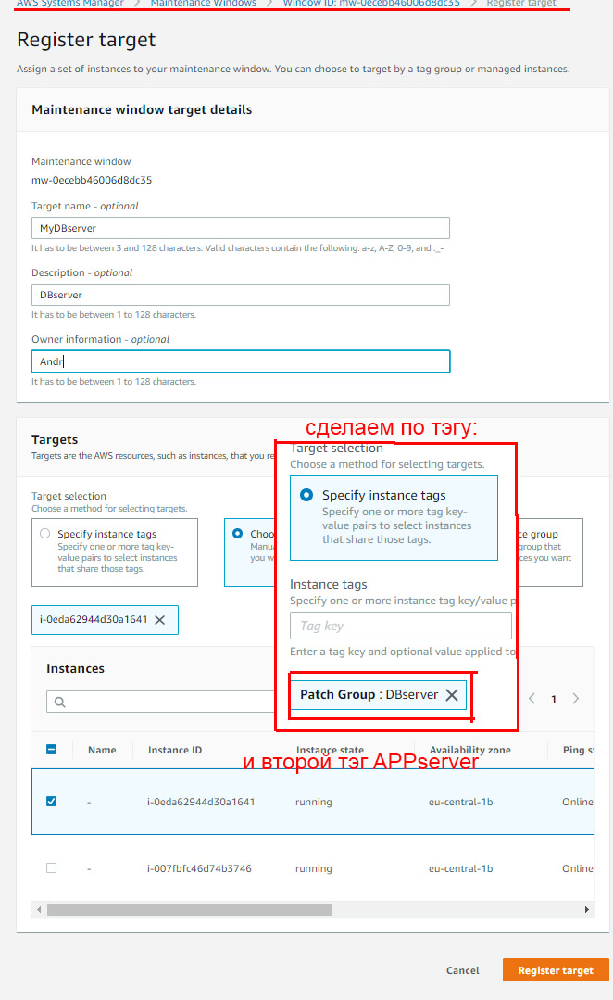 AWS Systems Manager > Maintenance Windows > Window ID: mw-0ecebb46006d8dc35 > Register target
Register target
Assign a set of instances to your maintenance window. You can choose to target by a tag group or managed instances.
Maintenance window target details
Maintenance window
mw-0ecebb46006d8dc35
Target name - optional
MyDBserver
It has to be between 3 and 128 characters. Valid characters contain the following: a-z, A-Z, 0-9, and ._-
Description - optional
DBserver
It has to be between 1 to 128 characters.
Owner information - optional
Andr
It has to be between 1 to 128 characters.
Targets
Targets are the AWS resources, such as instances, that you re
Target selection
Choose a method for selecting targets.
Specify instance tags
Specify one or more tag key-
value pairs to select instances
that share those tags.
Choo
Manu
you w
ce group
group that
ces you want
сделаем по тэгу:
Target selection
Choose a method for selecting targets.
Specify instance tags
Specify one or more tag key-
value pairs to select instances
that share those tags.
Instance tags
Specify one or more instance tag key/value p
Tag key
Enter a tag key and optional value applied to
Patch Group : DBserver
i-0eda62944d30a1641
Instances
1
и второй тэг APPserver
Name Instance ID Instance state Availability zone Ping st
- i-0eda62944d30a1641 running eu-central-1b Online
- i-007fbfc46d74b3746 running eu-central-1b Online
Cancel Register target